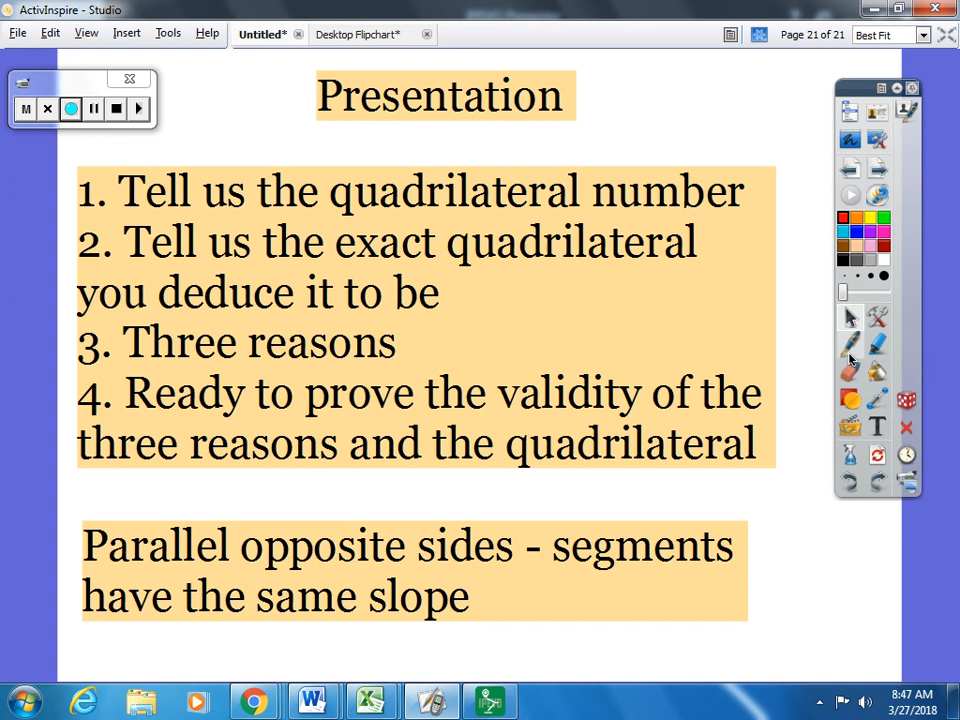 ActivInspire - Studio
File Edit View Insert Tools Help Untitled* Desktop Flipchart* Page 21 of 21 Best Fit
M
Presentation
1. Tell us the quadrilateral number
2. Tell us the exact quadrilateral
you deduce it to be
3. Three reasons
4. Ready to prove the validity of the
three reasons and the quadrilateral
Parallel opposite sides - segments
have the same slope
T
8:47 AM
3/27/2018